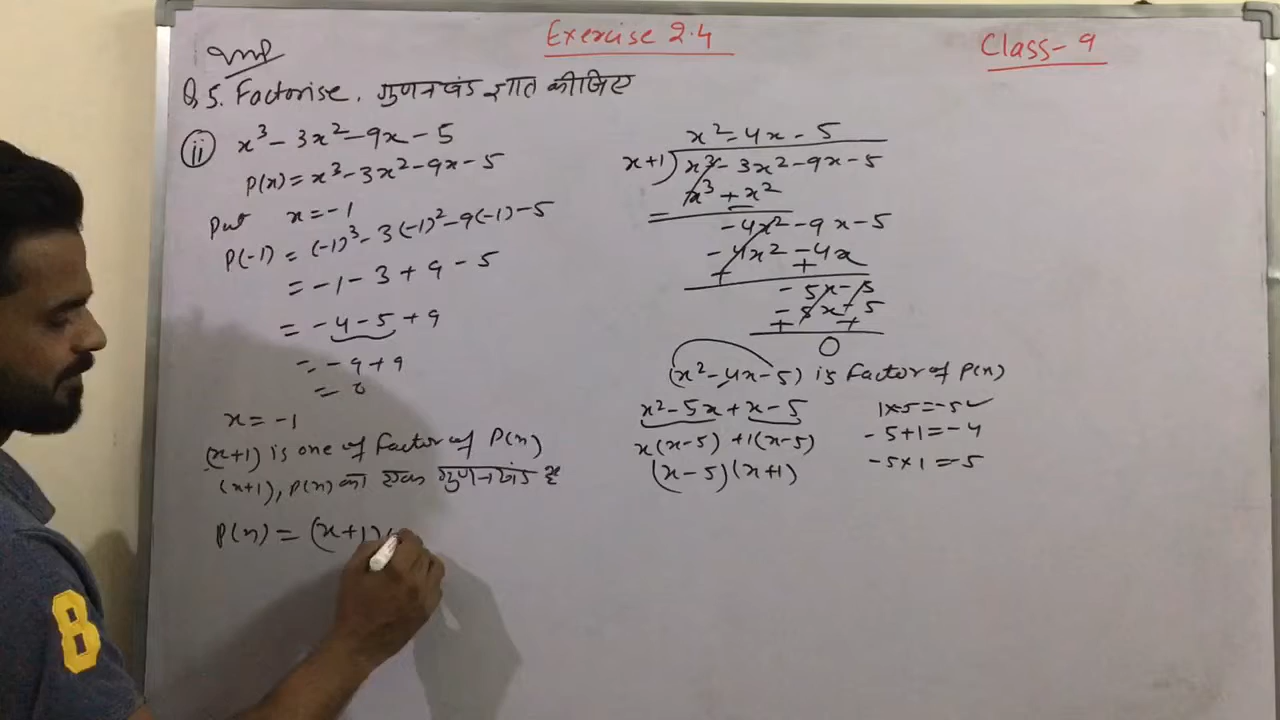 Exercise 2.4
Class-9
Imp
Q5. Factorise. गुणनखंड ज्ञात कीजिए
(ii) x³ - 3x² - 9x - 5
P(x) = x³ - 3x² - 9x - 5
Put x = -1
P(-1) = (-1)³ - 3(-1)² - 9(-1) - 5
= -1 - 3 + 9 - 5
= -4 - 5 + 9
= -9 + 9
= 0
x = -1
(x+1) is one of factor of P(x)
(x+1), P(x) का एक गुणनखंड है
P(x) = (x+1)(
x² - 4x - 5
x+1) x³ - 3x² - 9x - 5
x³ + x²
-
-4x² - 9x - 5
-4x² - 4x
+ +
-5x - 5
-5x - 5
+ +
0
(x² - 4x - 5) is factor of P(x)
x² - 5x + x - 5
x(x-5) + 1(x-5)
(x-5)(x+1)
1×5 = -5 ✓
-5+1 = -4
-5×1 = -5
8